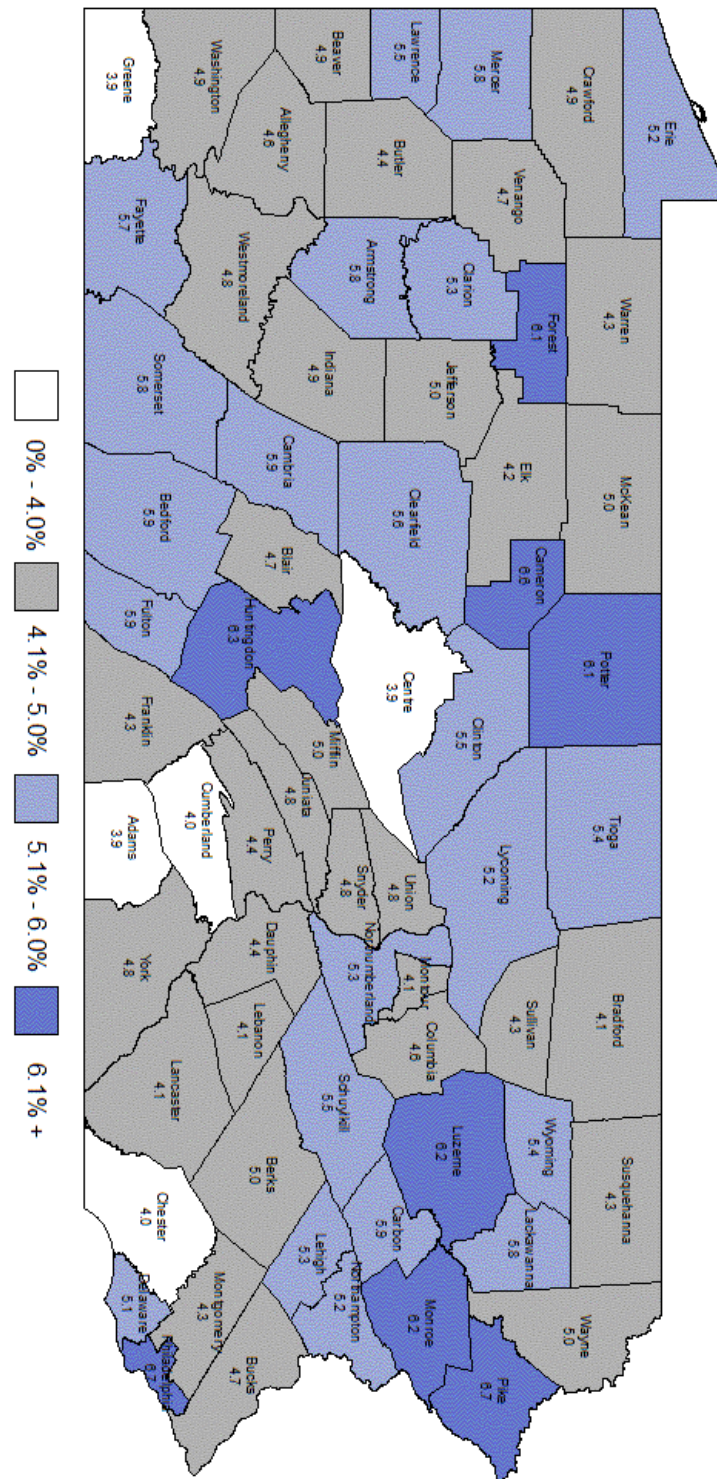 Erie
5.2
Crawford
4.9
Warren
4.3
McKean
5.0
Potter
6.1
Tioga
5.4
Bradford
4.1
Susquehanna
4.3
Wayne
5.0
Mercer
5.8
Venango
4.7
Forest
6.1
Elk
4.2
Cameron
6.6
Clinton
5.5
Lycoming
5.2
Sullivan
4.3
Wyoming
5.4
Lackawanna
5.8
Pike
6.7
Lawrence
5.5
Butler
4.4
Clarion
5.3
Jefferson
5.0
Clearfield
5.6
Centre
3.9
Union
4.8
Montour
4.1
Columbia
4.6
Luzerne
6.2
Monroe
6.2
Beaver
4.9
Armstrong
5.8
Indiana
4.9
Cambria
5.9
Blair
4.7
Huntingdon
6.3
Mifflin
5.0
Juniata
4.8
Snyder
4.8
Northumberland
5.3
Schuylkill
5.5
Carbon
5.9
Northampton
5.2
Lehigh
5.3
Allegheny
4.6
Westmoreland
4.8
Perry
4.4
Dauphin
4.4
Lebanon
4.1
Berks
5.0
Bucks
4.7
Montgomery
4.3
Washington
4.9
Greene
3.9
Fayette
5.7
Somerset
5.8
Bedford
5.9
Fulton
5.9
Franklin
4.3
Cumberland
4.0
Adams
3.9
York
4.8
Lancaster
4.1
Chester
4.0
Delaware
5.1
Philadelphia
6.7
0% - 4.0% 4.1% - 5.0% 5.1% - 6.0% 6.1% +